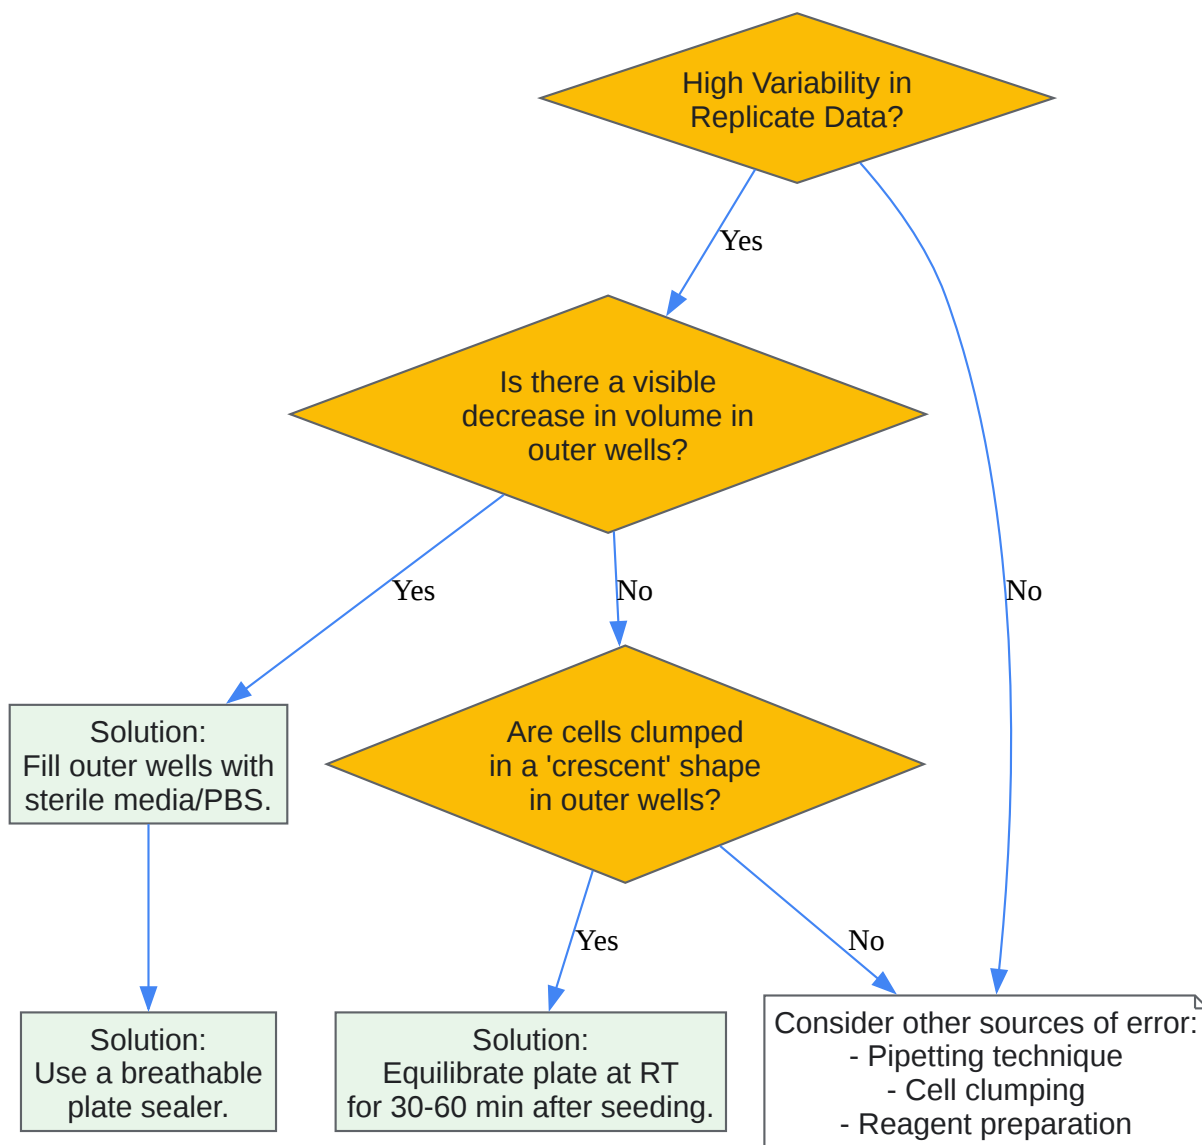 High Variability in
Replicate Data?
Yes
Is there a visible
decrease in volume in
outer wells?
Yes
No
No
Solution:
Fill outer wells with
sterile media/PBS.
Are cells clumped
in a 'crescent' shape
in outer wells?
Yes
No
Solution:
Use a breathable
plate sealer.
Solution:
Equilibrate plate at RT
for 30-60 min after seeding.
Consider other sources of error:
- Pipetting technique
- Cell clumping
- Reagent preparation